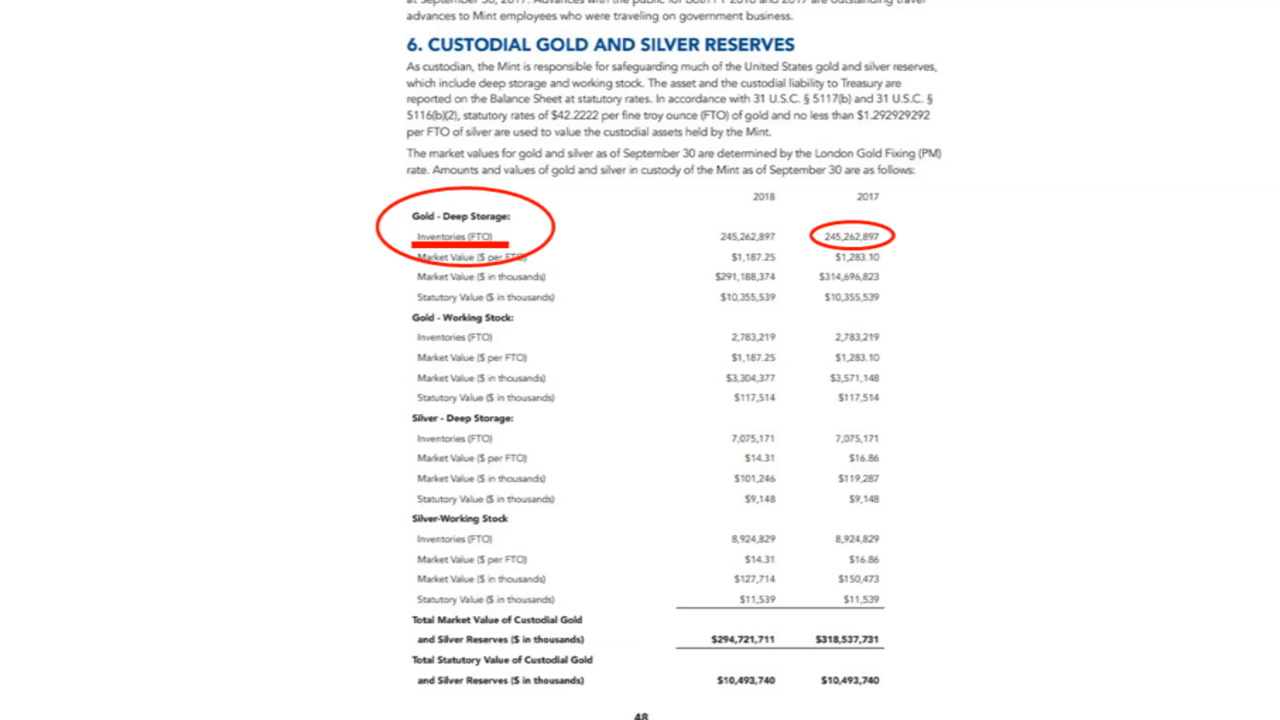 at September 30, 2017. Advances with the public for both FY 2018 and 2017 are outstanding travel
advances to Mint employees who were traveling on government business.
6. CUSTODIAL GOLD AND SILVER RESERVES
As custodian, the Mint is responsible for safeguarding much of the United States gold and silver reserves,
which include deep storage and working stock. The asset and the custodial liability to Treasury are
reported on the Balance Sheet at statutory rates. In accordance with 31 U.S.C. § 5117(b) and 31 U.S.C. §
5116(b)(2), statutory rates of $42.2222 per fine troy ounce (FTO) of gold and no less than $1.292929292
per FTO of silver are used to value the custodial assets held by the Mint.
The market values for gold and silver as of September 30 are determined by the London Gold Fixing (PM)
rate. Amounts and values of gold and silver in custody of the Mint as of September 30 are as follows:
2018 2017
Gold - Deep Storage:
Inventories (FTO) 245,262,897 245,262,897
Market Value ($ per FTO) $1,187.25 $1,283.10
Market Value ($ in thousands) $291,188,374 $314,696,823
Statutory Value ($ in thousands) $10,355,539 $10,355,539
Gold - Working Stock:
Inventories (FTO) 2,783,219 2,783,219
Market Value ($ per FTO) $1,187.25 $1,283.10
Market Value ($ in thousands) $3,304,377 $3,571,148
Statutory Value ($ in thousands) $117,514 $117,514
Silver - Deep Storage:
Inventories (FTO) 7,075,171 7,075,171
Market Value ($ per FTO) $14.31 $16.86
Market Value ($ in thousands) $101,246 $119,287
Statutory Value ($ in thousands) $9,148 $9,148
Silver-Working Stock
Inventories (FTO) 8,924,829 8,924,829
Market Value ($ per FTO) $14.31 $16.86
Market Value ($ in thousands) $127,714 $150,473
Statutory Value ($ in thousands) $11,539 $11,539
Total Market Value of Custodial Gold
and Silver Reserves ($ in thousands) $294,721,711 $318,537,731
Total Statutory Value of Custodial Gold
and Silver Reserves ($ in thousands) $10,493,740 $10,493,740
48